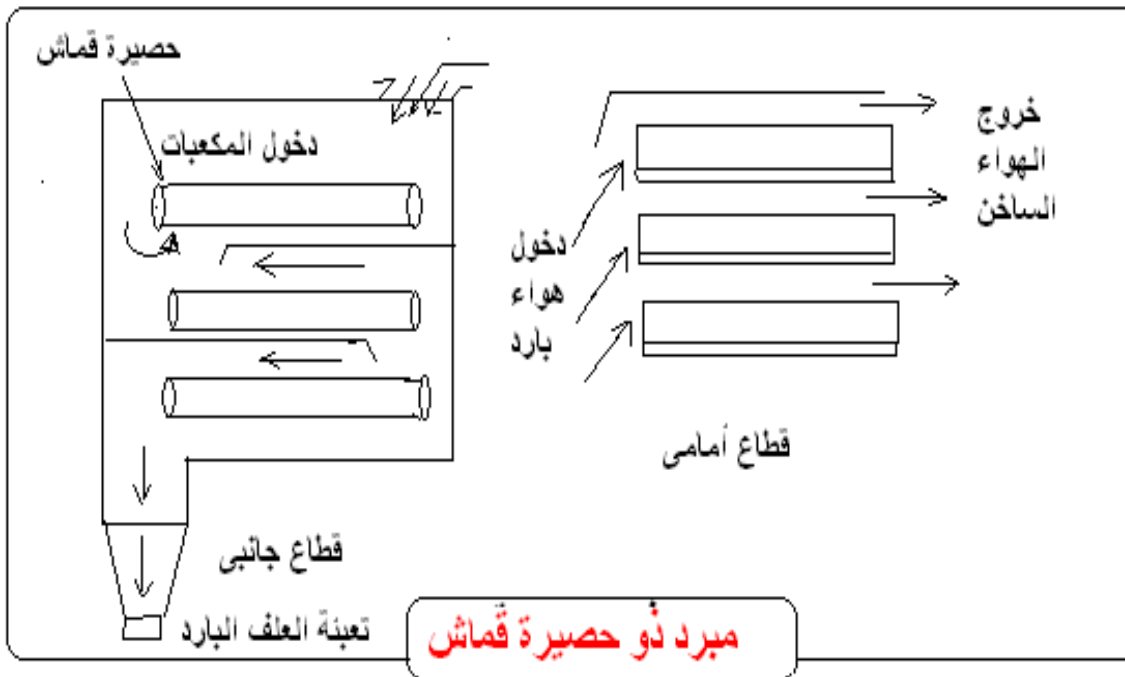 حصيرة قماش
دخول المكعبات
خروج
الهواء
الساخن
دخول
هواء
بارد
قطاع أمامى
قطاع جانبى
تعبئة العلف البارد
مبرد ذو حصيرة قماش